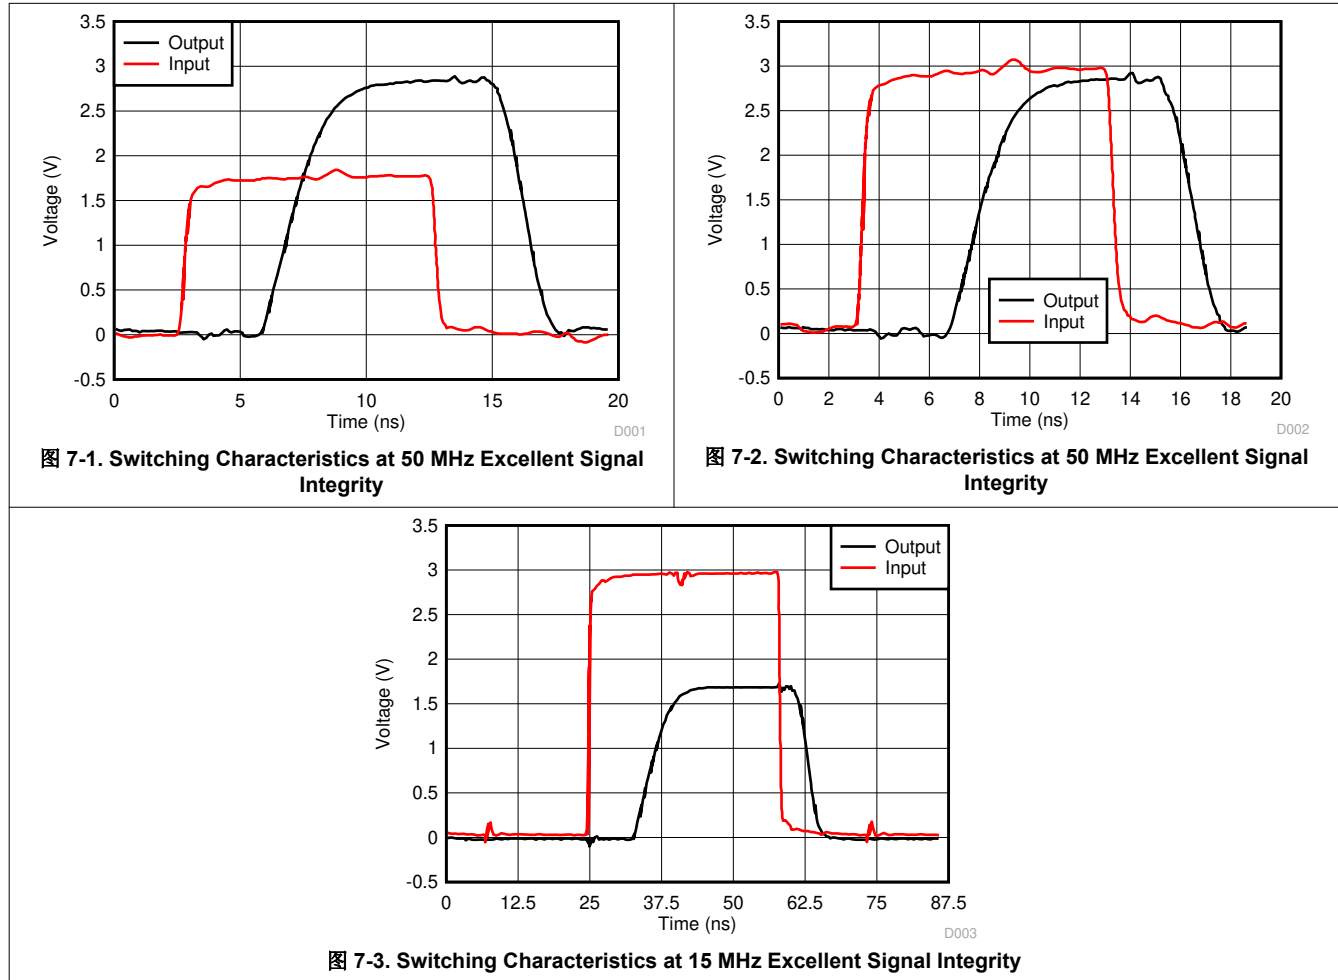 3.5
3
2.5
2
1.5
1
0.5
0
-0.5
Voltage (V)
Output
Input
0 5 10 15 20
Time (ns)
D001
图 7-1. Switching Characteristics at 50 MHz Excellent Signal
Integrity
3.5
3
2.5
2
1.5
1
0.5
0
-0.5
Voltage (V)
Output
Input
0 2 4 6 8 10 12 14 16 18 20
Time (ns)
D002
图 7-2. Switching Characteristics at 50 MHz Excellent Signal
Integrity
3.5
3
2.5
2
1.5
1
0.5
0
-0.5
Voltage (V)
Output
Input
0 12.5 25 37.5 50 62.5 75 87.5
Time (ns)
D003
图 7-3. Switching Characteristics at 15 MHz Excellent Signal Integrity